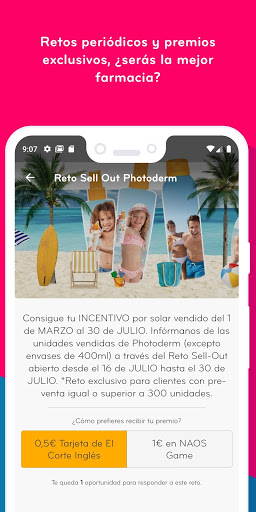 Retos periódicos y premios
exclusivos, ¿serás la mejor
farmacia?
9:07
Reto Sell Out Photoderm
Consigue tu INCENTIVO por solar vendido del 1
de MARZO al 30 de JULIO. Infórmanos de las
unidades vendidas de Photoderm (excepto
envases de 400ml) a través del Reto Sell-Out
abierto desde el 16 de JULIO hasta el 30 de
JULIO. *Reto exclusivo para clientes con pre-
venta igual o superior a 300 unidades.
¿Cómo prefieres recibir tu premio?
0,5€ Tarjeta de El
Corte Inglés
1€ en NAOS
Game
Te queda 1 oportunidad para responder a este reto.